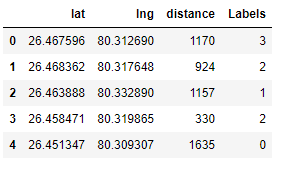 lat lng distance Labels
0 26.467596 80.312690 1170 3
1 26.468362 80.317648 924 2
2 26.463888 80.332890 1157 1
3 26.458471 80.319865 330 2
4 26.451347 80.309307 1635 0